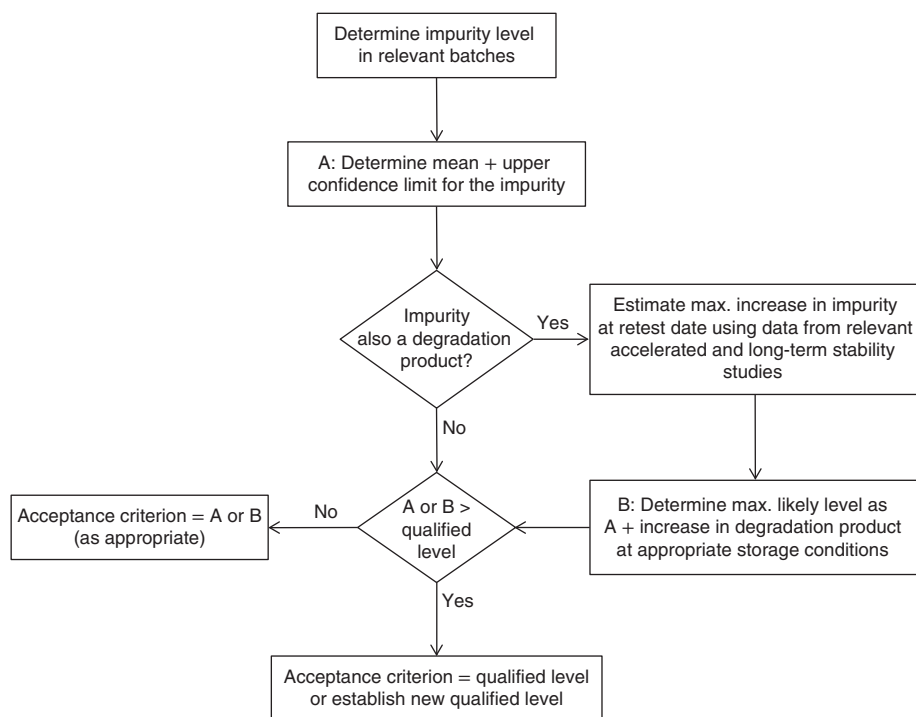 Determine impurity level
in relevant batches
A: Determine mean + upper
confidence limit for the impurity
Impurity
also a degradation
product?
Yes
Estimate max. increase in impurity
at retest date using data from relevant
accelerated and long-term stability
studies
No
B: Determine max. likely level as
A + increase in degradation product
at appropriate storage conditions
A or B >
qualified
level
No
Acceptance criterion = A or B
(as appropriate)
Yes
Acceptance criterion = qualified level
or establish new qualified level